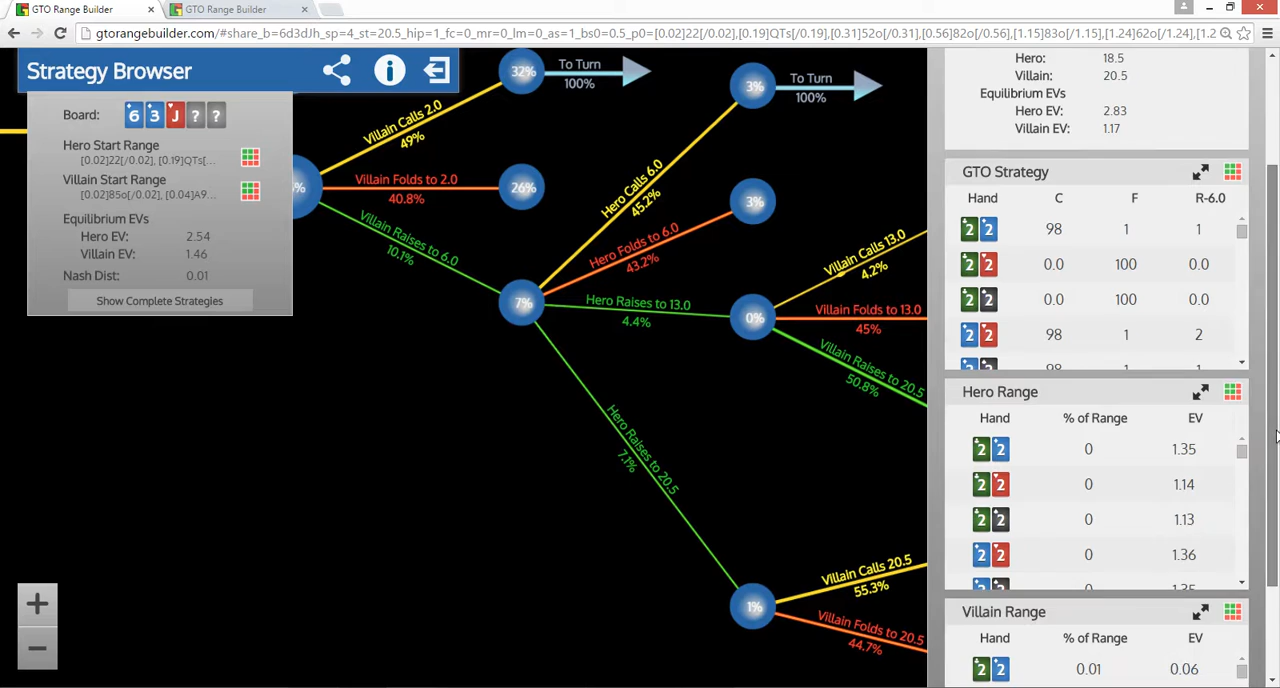 GTO Range Builder
GTO Range Builder
gtorangebuilder.com/#share_b=6d3dJh_sp=4_st=20.5_hip=1_fc=0_mr=0_lm=0_as=1_bs0=0.5_p0=[0.02]22[/0.02],[0.19]QTs[/0.19],[0.31]52o[/0.31],[0.56]82o[/0.56],[1.15]83o[/1.15],[1.24]62o[/1.24],[1.2
Strategy Browser
Board: 6 3 J ? ?
Hero Start Range
[0.02]22[/0.02], [0.19]QTs[...
Villain Start Range
[0.02]85o[/0.02], [0.04]A9...
Equilibrium EVs
Hero EV: 2.54
Villain EV: 1.46
Nash Dist: 0.01
Show Complete Strategies
Villain Calls 2.0
49%
Villain Folds to 2.0
40.8%
Villain Raises to 6.0
10.1%
32%
To Turn
100%
26%
7%
Hero Calls 6.0
45.2%
Hero Folds to 6.0
43.2%
Hero Raises to 13.0
4.4%
Hero Raises to 20.5
7.1%
3%
To Turn
100%
3%
0%
Villain Calls 13.0
4.2%
Villain Folds to 13.0
45%
Villain Raises to 20.5
50.8%
1%
Villain Calls 20.5
55.3%
Villain Folds to 20.5
44.7%
Hero: 18.5
Villain: 20.5
Equilibrium EVs
Hero EV: 2.83
Villain EV: 1.17
GTO Strategy
Hand C F R-6.0
2 2 98 1 1
2 2 0.0 100 0.0
2 2 0.0 100 0.0
2 2 98 1 2
2 2 98 1 1
Hero Range
Hand % of Range EV
2 2 0 1.35
2 2 0 1.14
2 2 0 1.13
2 2 0 1.36
2 2 0 1.35
Villain Range
Hand % of Range EV
2 2 0.01 0.06
+
−